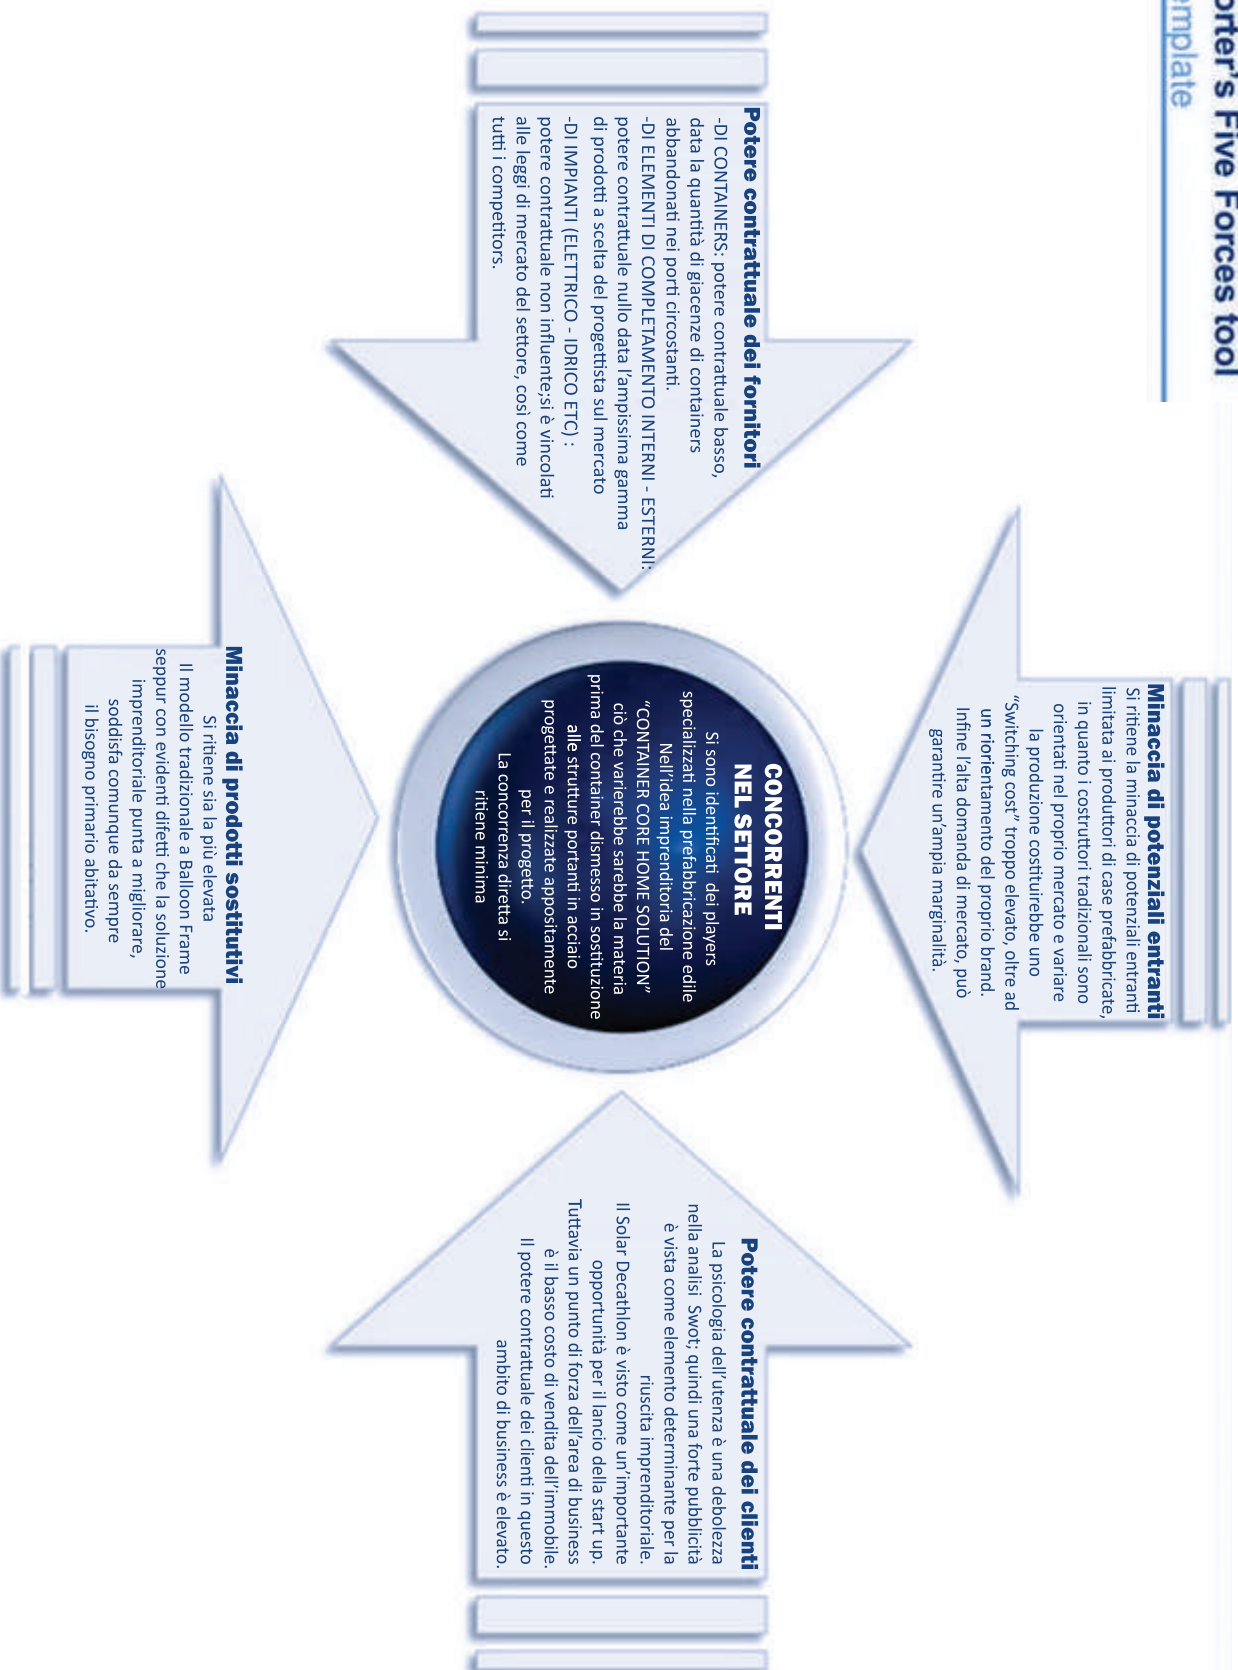 orter's Five Forces tool
emplate
Minaccia di potenziali entranti
Si ritiene la minaccia di potenziali entranti
limitata ai produttori di case prefabbricate,
in quanto i costruttori tradizionali sono
orientati nel proprio mercato e variare
la produzione costituirebbe uno
"Switching cost" troppo elevato, oltre ad
un riorientamento del proprio brand.
Infine l'alta domanda di mercato, può
garantire un'ampia marginalità.
Potere contrattuale dei fornitori
-DI CONTAINERS: potere contrattuale basso,
data la quantità di giacenze di containers
abbandonati nei porti circostanti.
-DI ELEMENTI DI COMPLETAMENTO INTERNI - ESTERNI:
potere contrattuale nullo data l'ampissima gamma
di prodotti a scelta del progettista sul mercato
-DI IMPIANTI (ELETTRICO - IDRICO ETC) :
potere contrattuale non influente;si è vincolati
alle leggi di mercato del settore, così come
tutti i competitors.
CONCORRENTI
NEL SETTORE
Si sono identificati dei players
specializzati nella prefabbricazione edile
Nell'idea imprenditoria del
"CONTAINER CORE HOME SOLUTION"
ciò che varierebbe sarebbe la materia
prima del container dismesso in sostituzione
alle strutture portanti in acciaio
progettate e realizzate appositamente
per il progetto.
La concorrenza diretta si
ritiene minima
Potere contrattuale dei clienti
La psicologia dell'utenza è una debolezza
nella analisi Swot; quindi una forte pubblicità
è vista come elemento determinante per la
riuscita imprenditoriale.
Il Solar Decathlon è visto come un'importante
opportunità per il lancio della start up.
Tuttavia un punto di forza dell'area di business
è il basso costo di vendita dell'immobile.
Il potere contrattuale dei clienti in questo
ambito di business è elevato.
Minaccia di prodotti sostitutivi
Si ritiene sia la più elevata
Il modello tradizionale a Balloon Frame
seppur con evidenti difetti che la soluzione
imprenditoriale punta a migliorare,
soddisfa comunque da sempre
il bisogno primario abitativo.